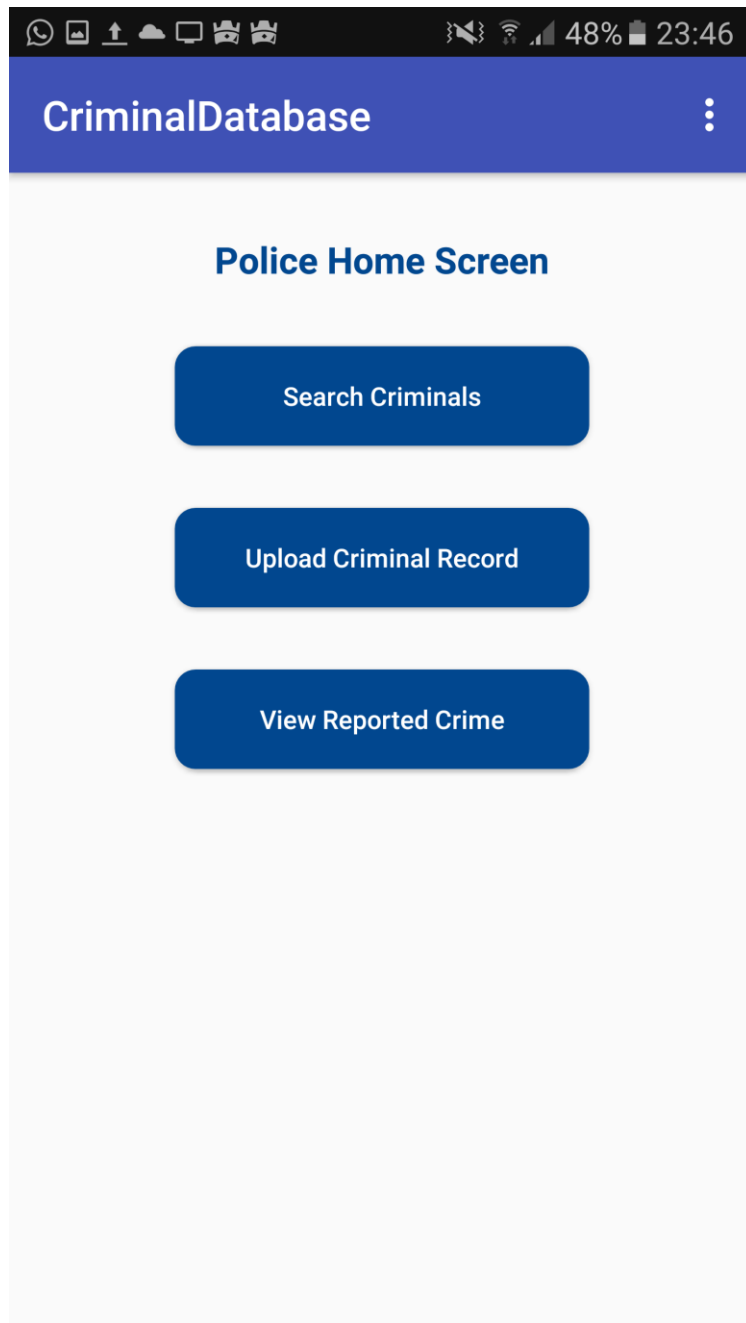 48% 23:46
CriminalDatabase
Police Home Screen
Search Criminals
Upload Criminal Record
View Reported Crime